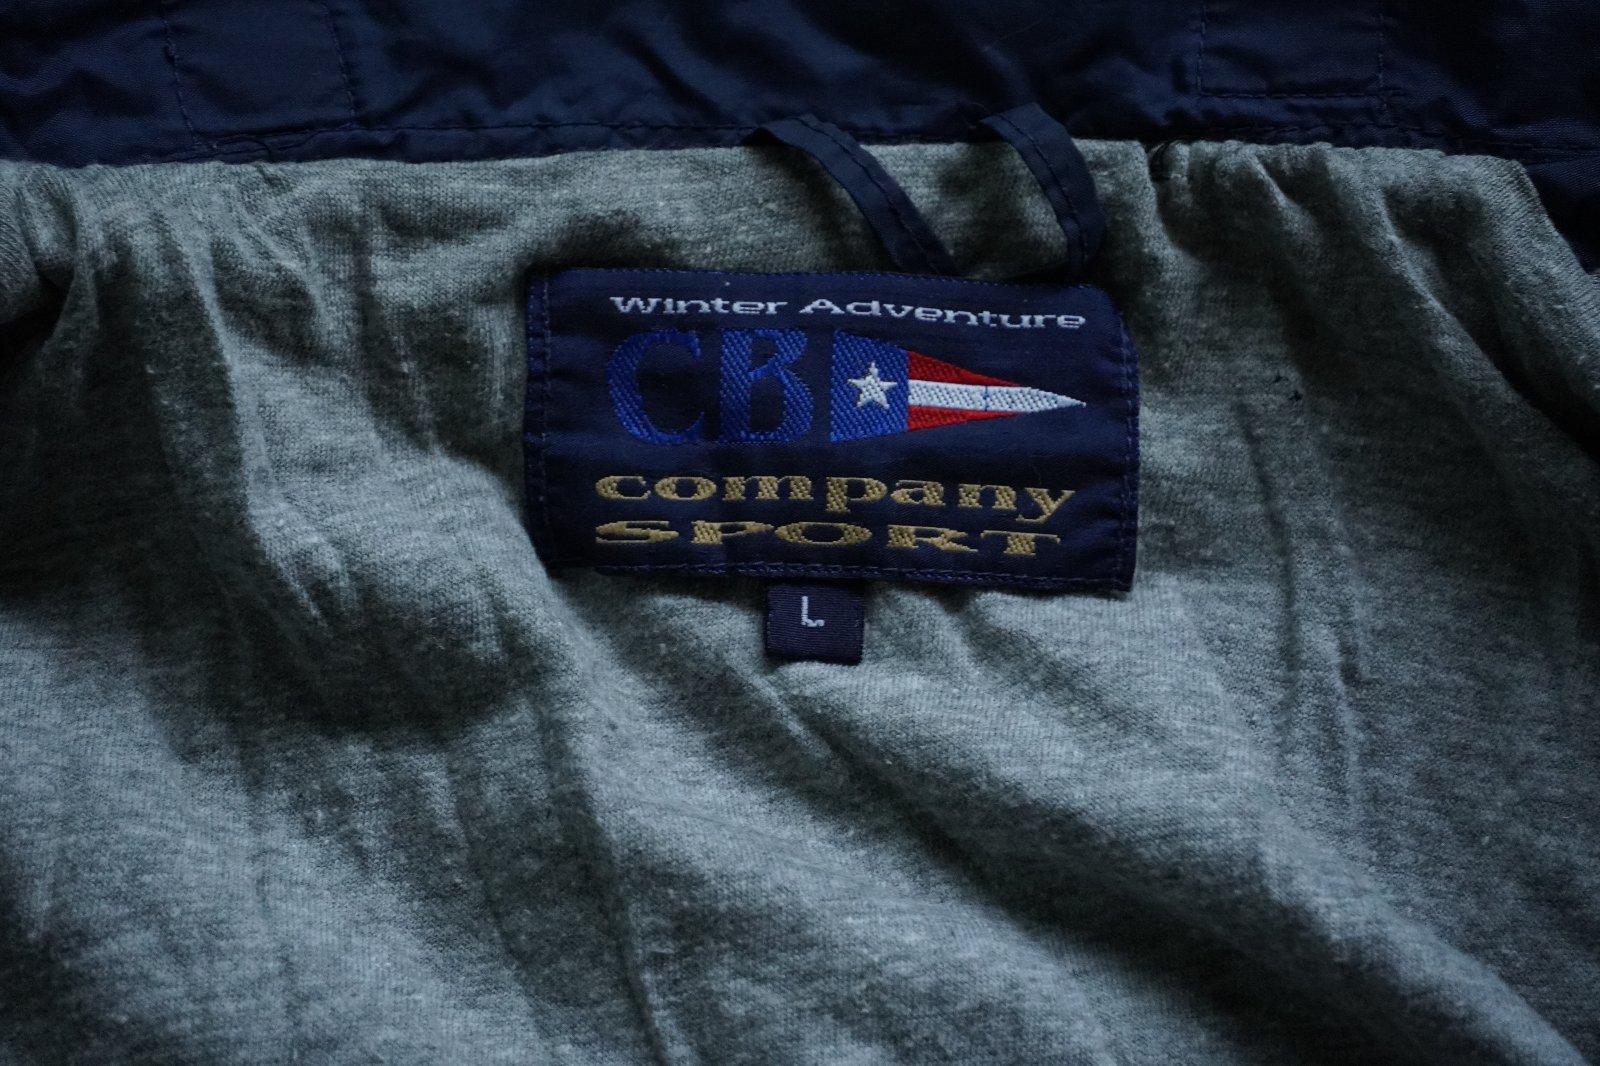 Winter Adventure
CB
company
SPORT
L